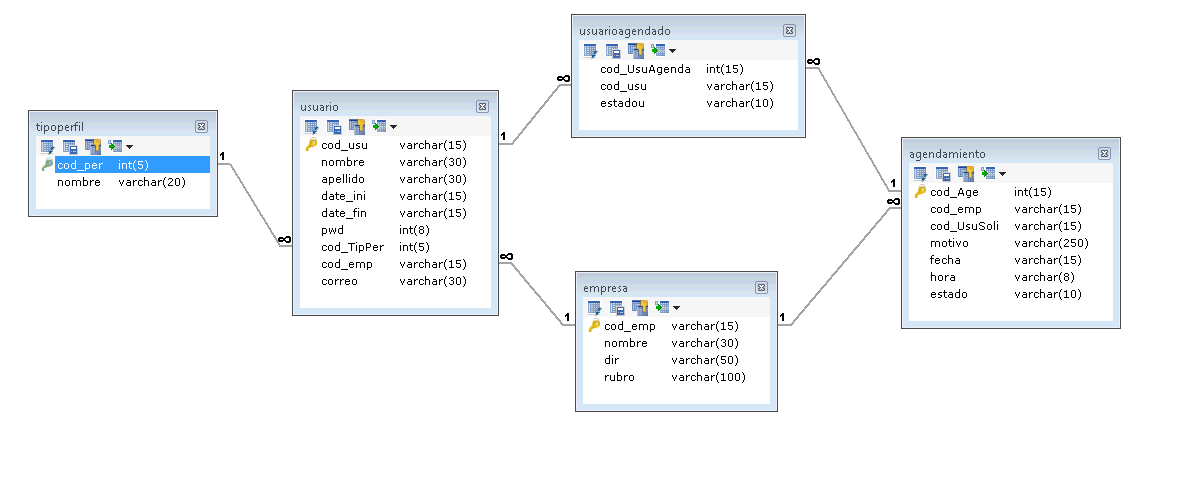 tipoperfil
cod_per int(5)
nombre varchar(20)
1
∞
usuario
cod_usu varchar(15)
nombre varchar(30)
apellido varchar(30)
date_ini varchar(15)
date_fin varchar(15)
pwd int(8)
cod_TipPer int(5)
cod_emp varchar(15)
correo varchar(30)
1
∞
∞
1
usuarioagendado
cod_UsuAgenda int(15)
cod_usu varchar(15)
estadou varchar(10)
∞
1
empresa
cod_emp varchar(15)
nombre varchar(30)
dir varchar(50)
rubro varchar(100)
1
∞
agendamiento
cod_Age int(15)
cod_emp varchar(15)
cod_UsuSoli varchar(15)
motivo varchar(250)
fecha varchar(15)
hora varchar(8)
estado varchar(10)